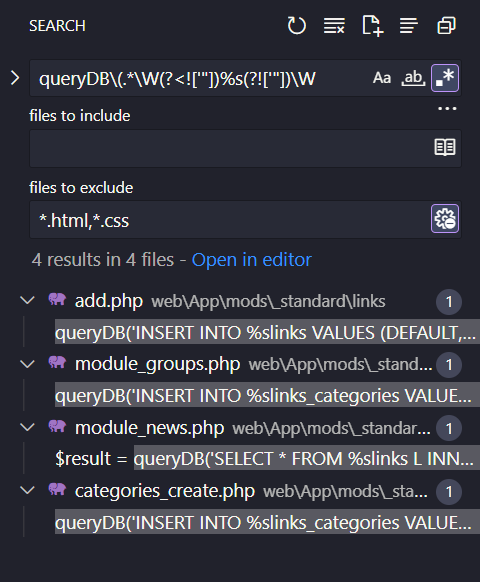 SEARCH
queryDB\(.*\W(?<!['"])%s(?!['"])\W
Aa ab .*
...
files to include
files to exclude
*.html,*.css
4 results in 4 files - Open in editor
add.php web\App\mods\_standard\links 1
queryDB('INSERT INTO %slinks VALUES (DEFAULT,...
module_groups.php web\App\mods\_stand... 1
queryDB('INSERT INTO %slinks_categories VALUE...
module_news.php web\App\mods\_standar... 1
$result = queryDB('SELECT * FROM %slinks L INN...
categories_create.php web\App\mods\_sta... 1
queryDB('INSERT INTO %slinks_categories VALUE...